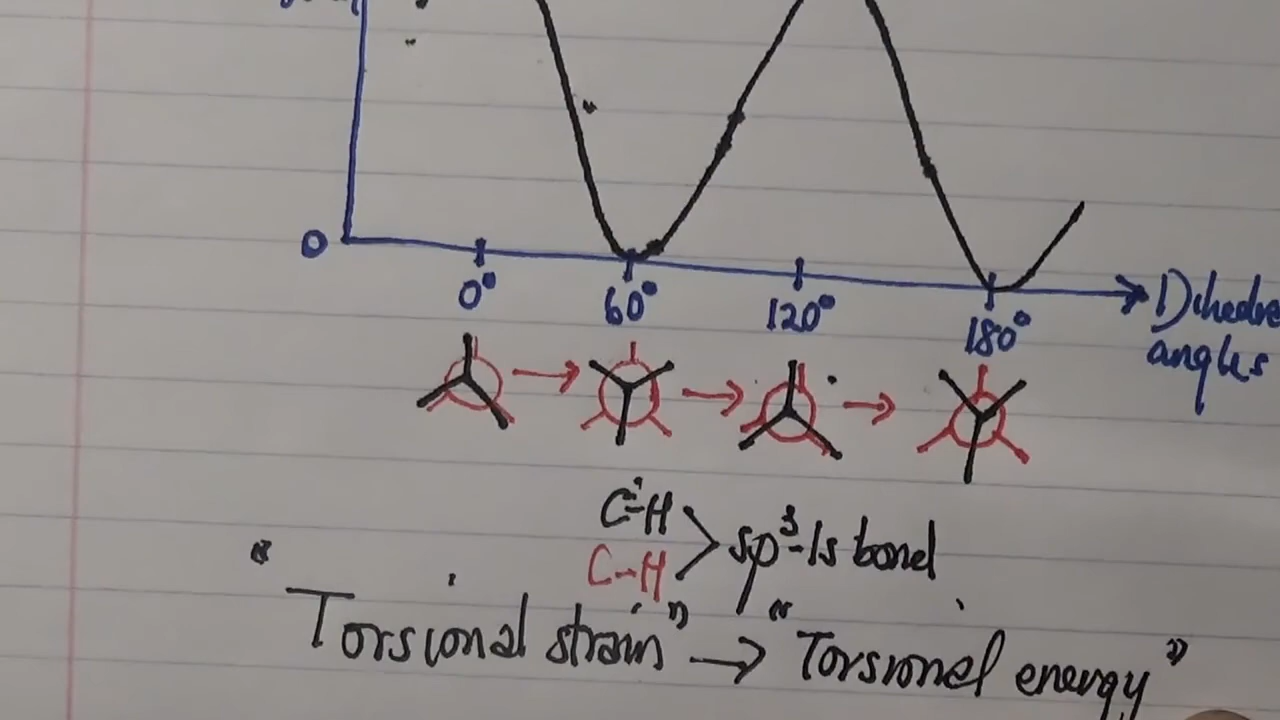 0
0° 60° 120° 180°
Dihedra
angles
C-H
C-H
sp³-1s bond
"Torsional strain" → "Torsional energy"